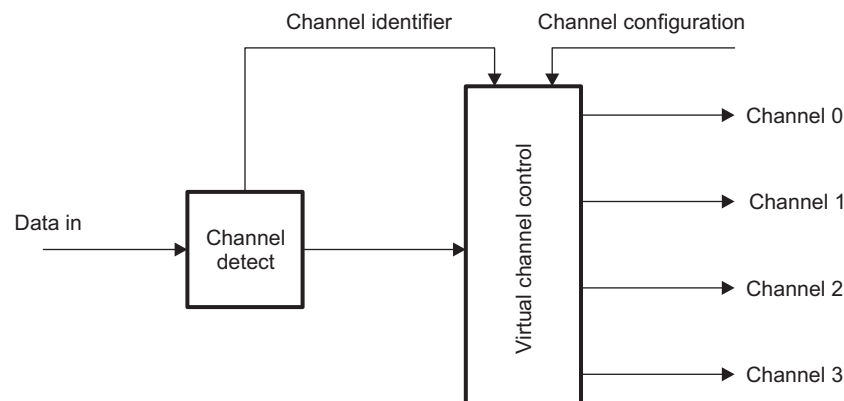 Channel identifier
Channel configuration
Channel 0
Channel 1
Data in
Channel
detect
Virtual channel control
Channel 2
Channel 3